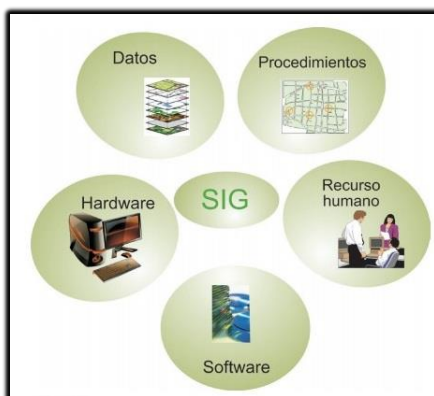 Datos
Procedimientos
Hardware
SIG
Recurso
humano
Software